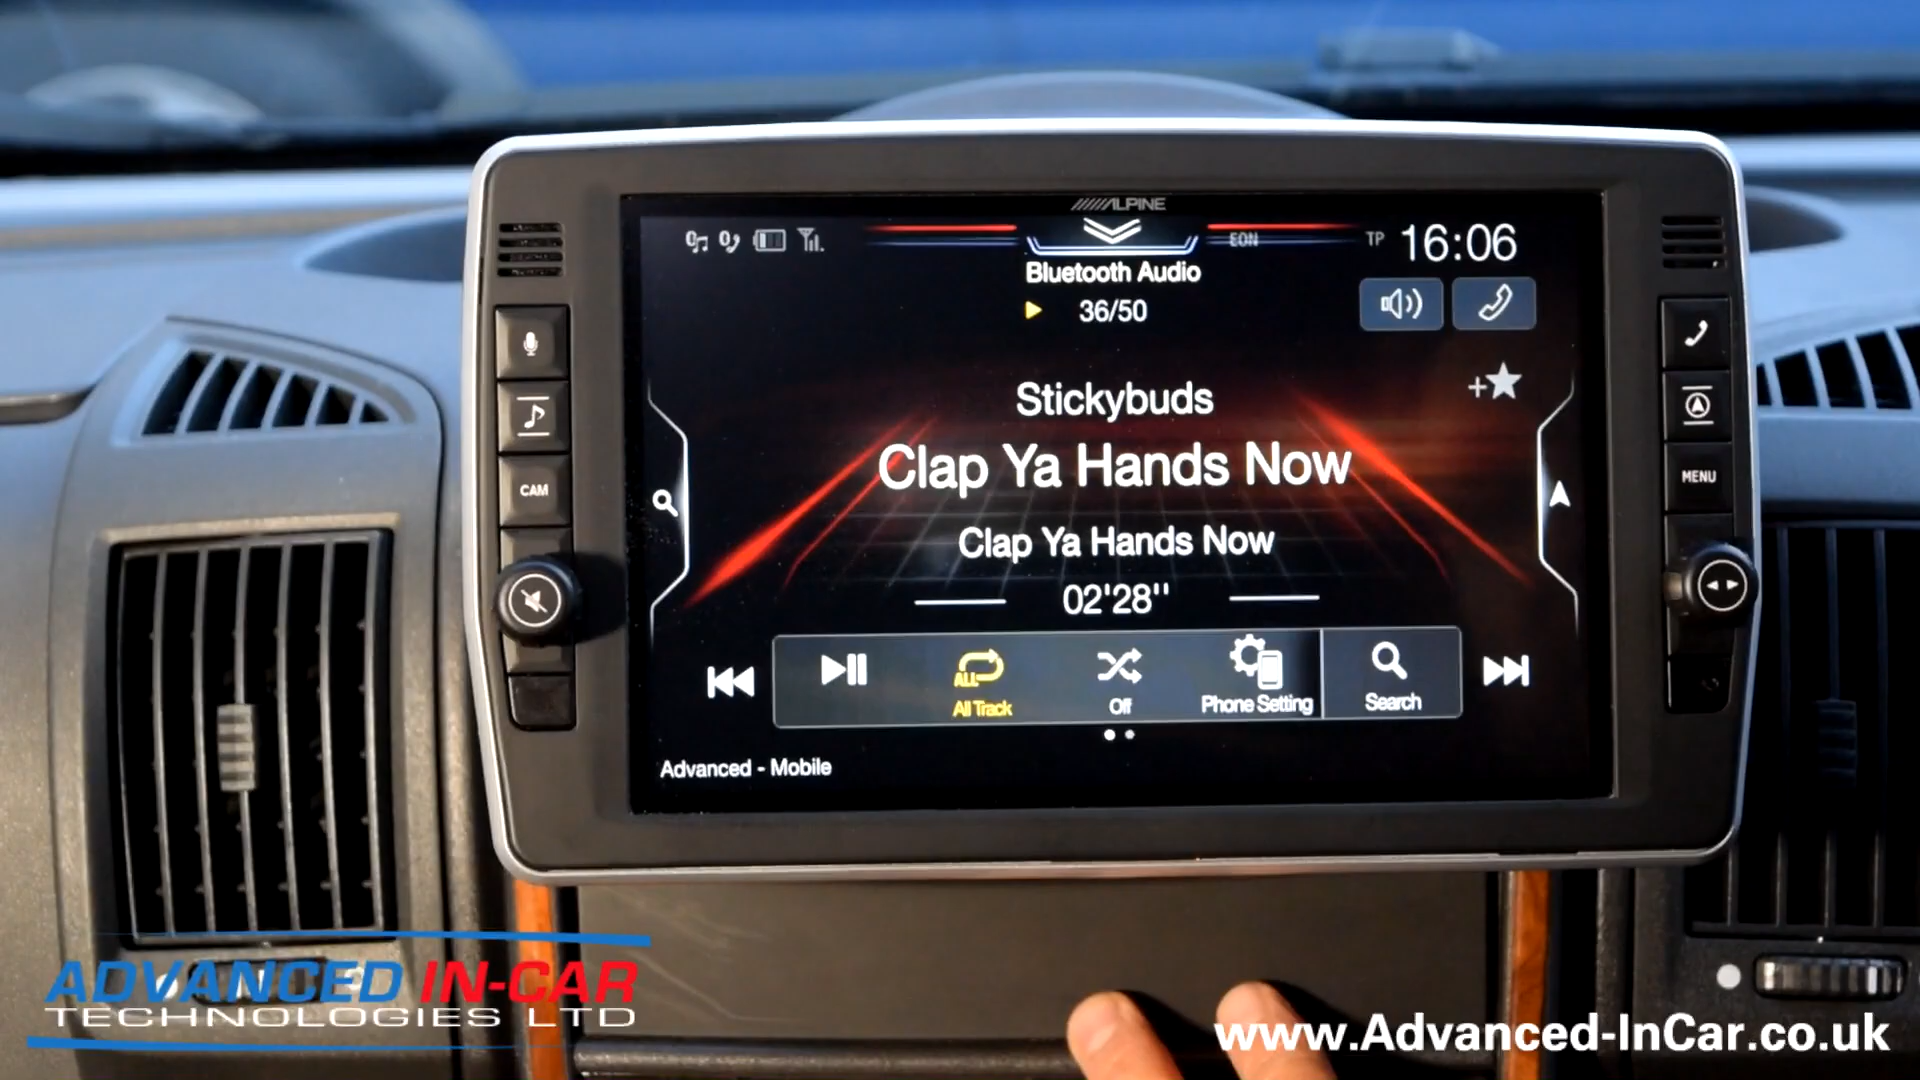 ALPINE
EON
TP
16:06
Bluetooth Audio
36/50
Stickybuds
Clap Ya Hands Now
Clap Ya Hands Now
02'28''
ALL
All Track
Off
Phone Setting
Search
Advanced - Mobile
CAM
MENU
ADVANCED IN-CAR
TECHNOLOGIES LTD
www.Advanced-InCar.co.uk